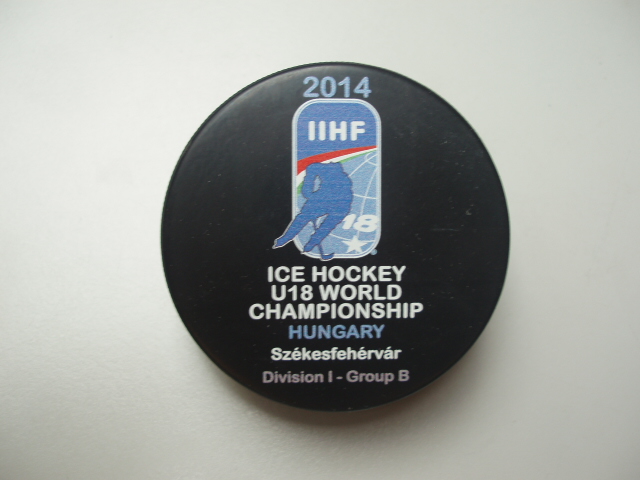 2014
IIHF
18
ICE HOCKEY
U18 WORLD
CHAMPIONSHIP
HUNGARY
Székesfehérvár
Division I - Group B